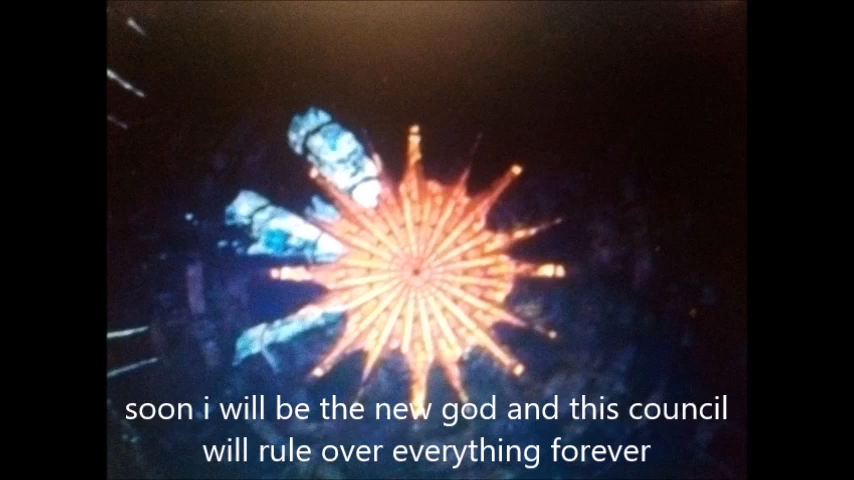 soon i will be the new god and this council
will rule over everything forever